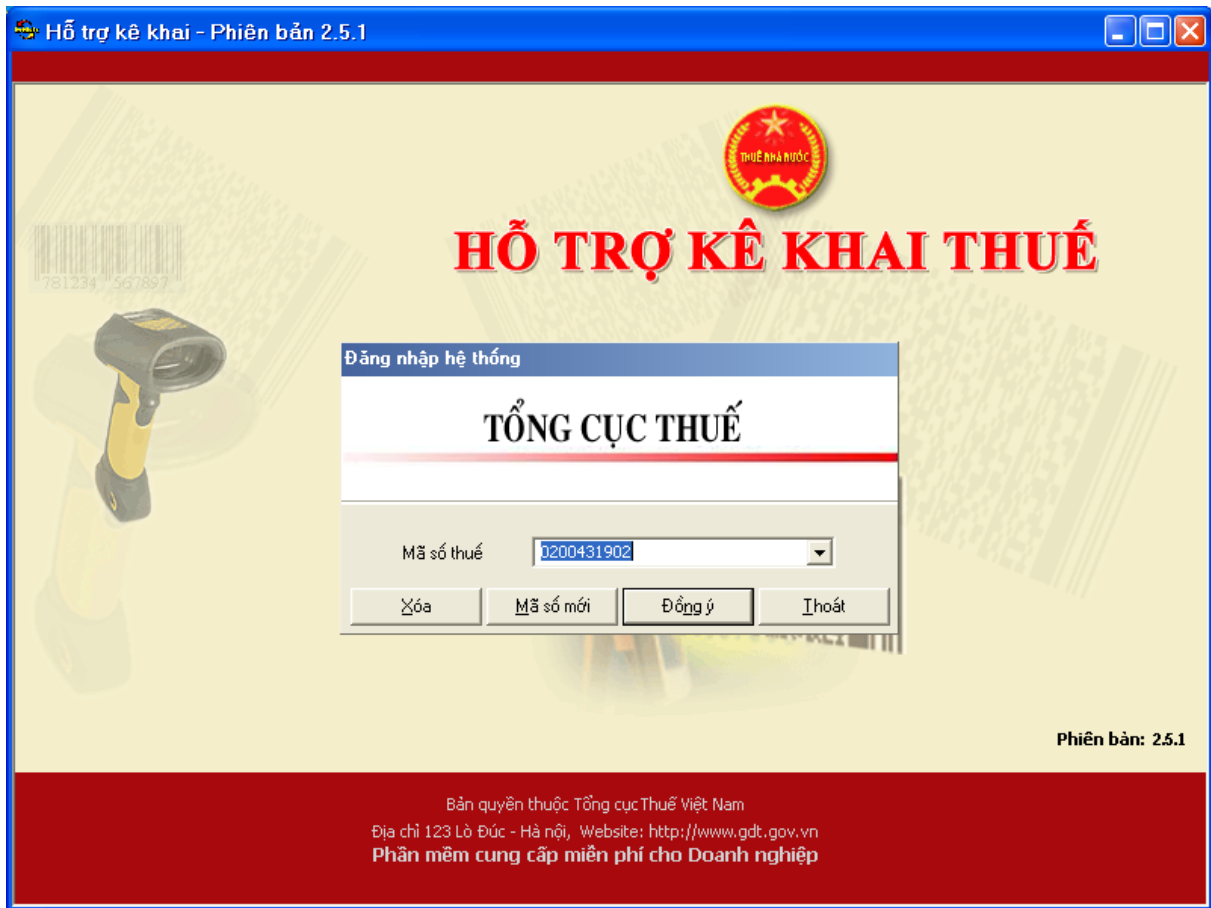 Hỗ trợ kê khai - Phiên bản 2.5.1
THUẾ NHÀ NƯỚC
HỖ TRỢ KÊ KHAI THUẾ
781234 567897
Đăng nhập hệ thống
TỔNG CỤC THUẾ
Mã số thuế 0200431902
Xóa Mã số mới Đồng ý Thoát
Phiên bản: 2.5.1
Bản quyền thuộc Tổng cục Thuế Việt Nam
Địa chỉ 123 Lò Đúc - Hà nội, Website: http://www.gdt.gov.vn
Phần mềm cung cấp miễn phí cho Doanh nghiệp